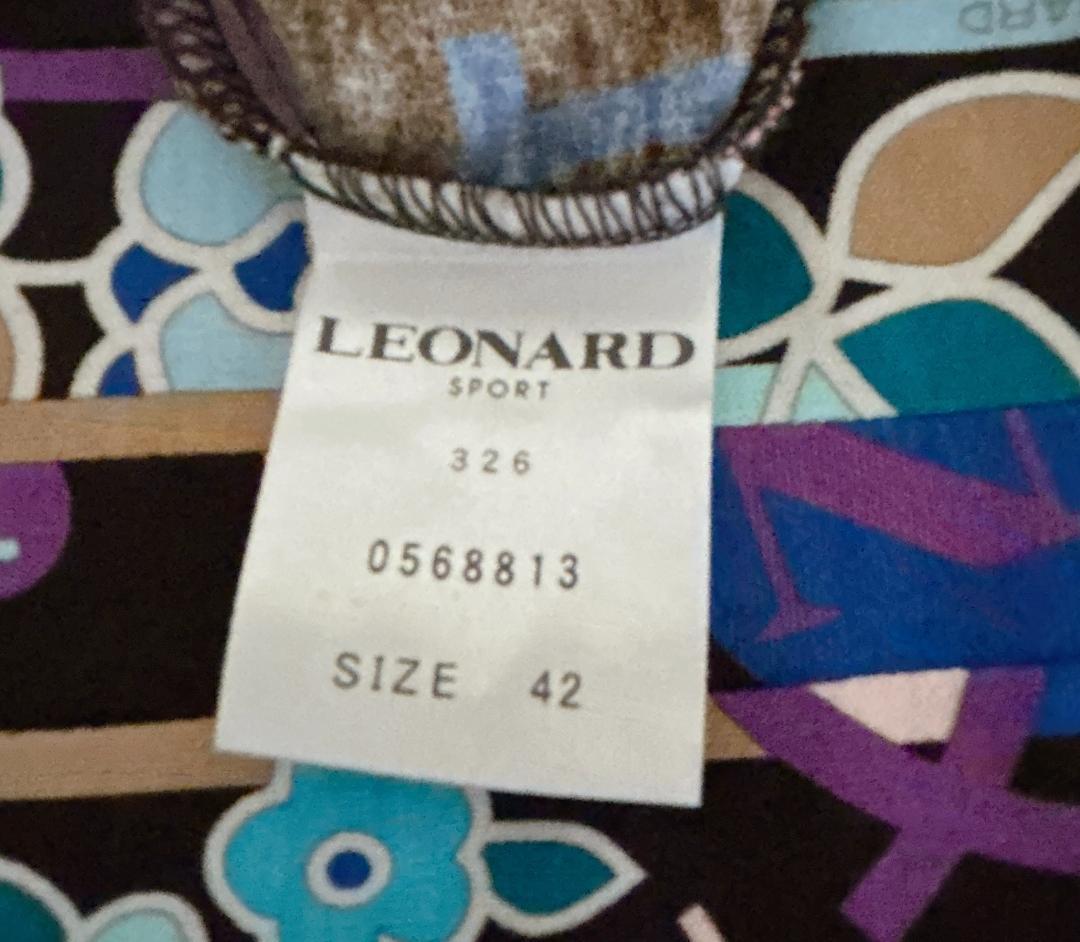 LEONARD
SPORT
326
0568813
SIZE 42